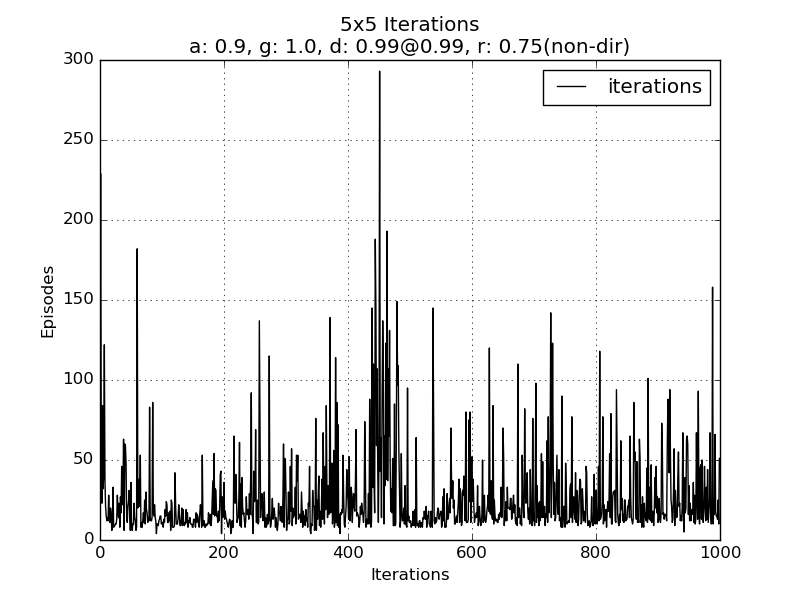 5x5 Iterations
a: 0.9, g: 1.0, d: 0.99@0.99, r: 0.75(non-dir)
iterations
300
250
200
150
100
50
0
Episodes
0 200 400 600 800 1000
Iterations